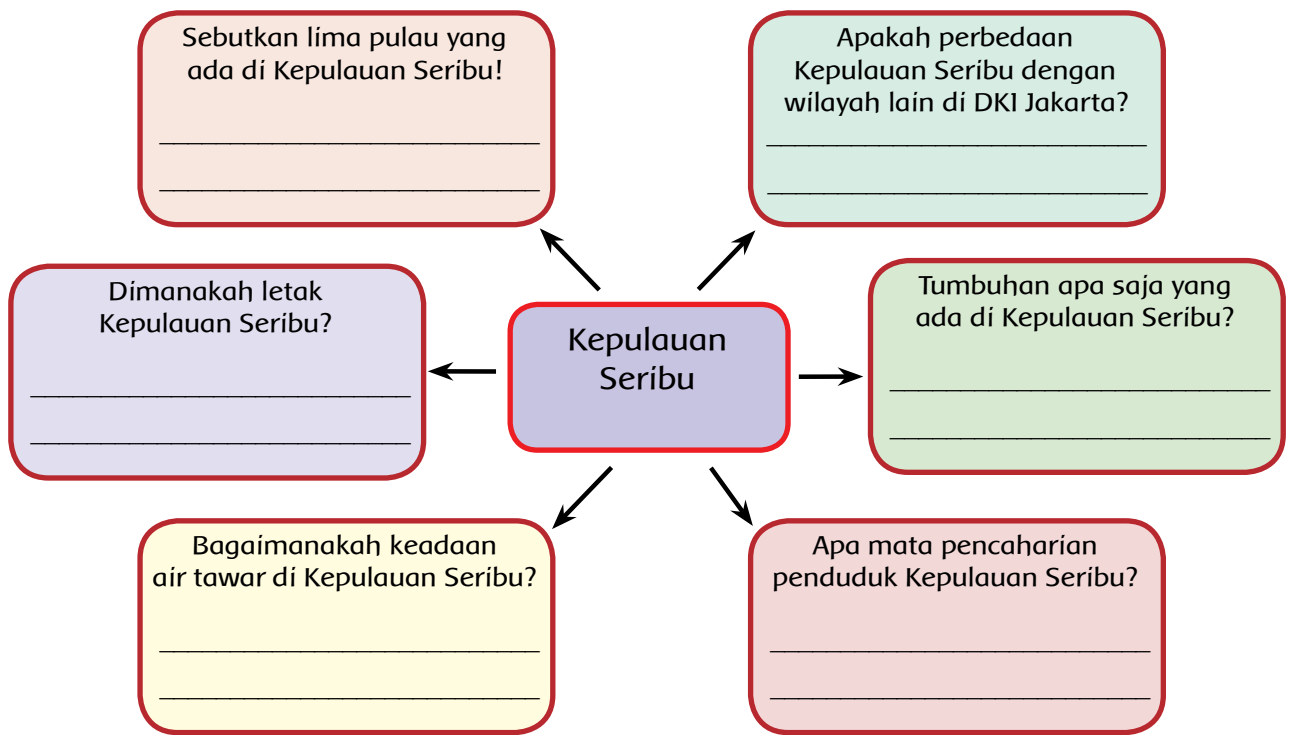 Sebutkan lima pulau yang
ada di Kepulauan Seribu!
Apakah perbedaan
Kepulauan Seribu dengan
wilayah lain di DKI Jakarta?
Dimanakah letak
Kepulauan Seribu?
Kepulauan
Seribu
Tumbuhan apa saja yang
ada di Kepulauan Seribu?
Bagaimanakah keadaan
air tawar di Kepulauan Seribu?
Apa mata pencaharian
penduduk Kepulauan Seribu?